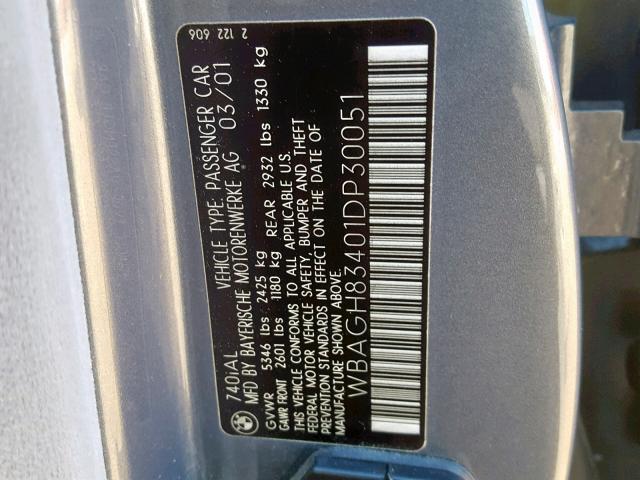 740iAL
VEHICLE TYPE: PASSENGER CAR
MFD BY BAYERISCHE MOTORENWERKE AG 03/01
GVWR 5346 lbs 2425 kg
GAWR FRONT 2601 lbs 1180 kg REAR 2932 lbs 1330 kg
THIS VEHICLE CONFORMS TO ALL APPLICABLE U.S.
FEDERAL MOTOR VEHICLE SAFETY, BUMPER AND THEFT
PREVENTION STANDARDS IN EFFECT ON THE DATE OF
MANUFACTURE SHOWN ABOVE.
WBAGH83401DP30051
2 122 606